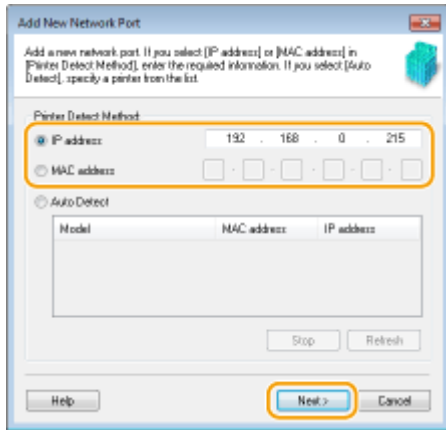 Add New Network Port
Add a new network port. If you select [IP address] or [MAC address] in
[Printer Detect Method], enter the required information. If you select [Auto
Detect], specify a printer from the list.
Printer Detect Method:
IP address 192 . 168 . 0 . 215
MAC address - - - - -
Auto Detect
Model MAC address IP address
Stop Refresh
Help Next > Cancel